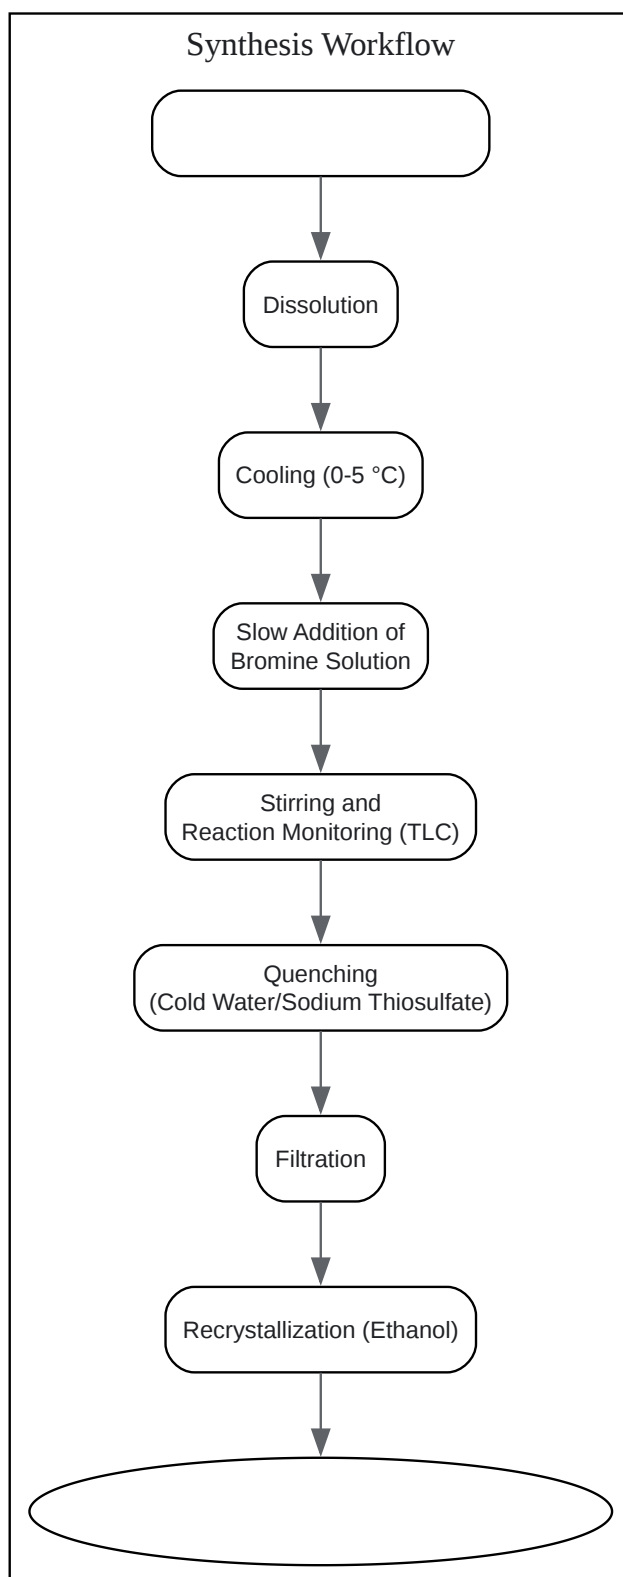 Synthesis Workflow
Dissolution
Cooling (0-5 °C)
Slow Addition of
Bromine Solution
Stirring and
Reaction Monitoring (TLC)
Quenching
(Cold Water/Sodium Thiosulfate)
Filtration
Recrystallization (Ethanol)